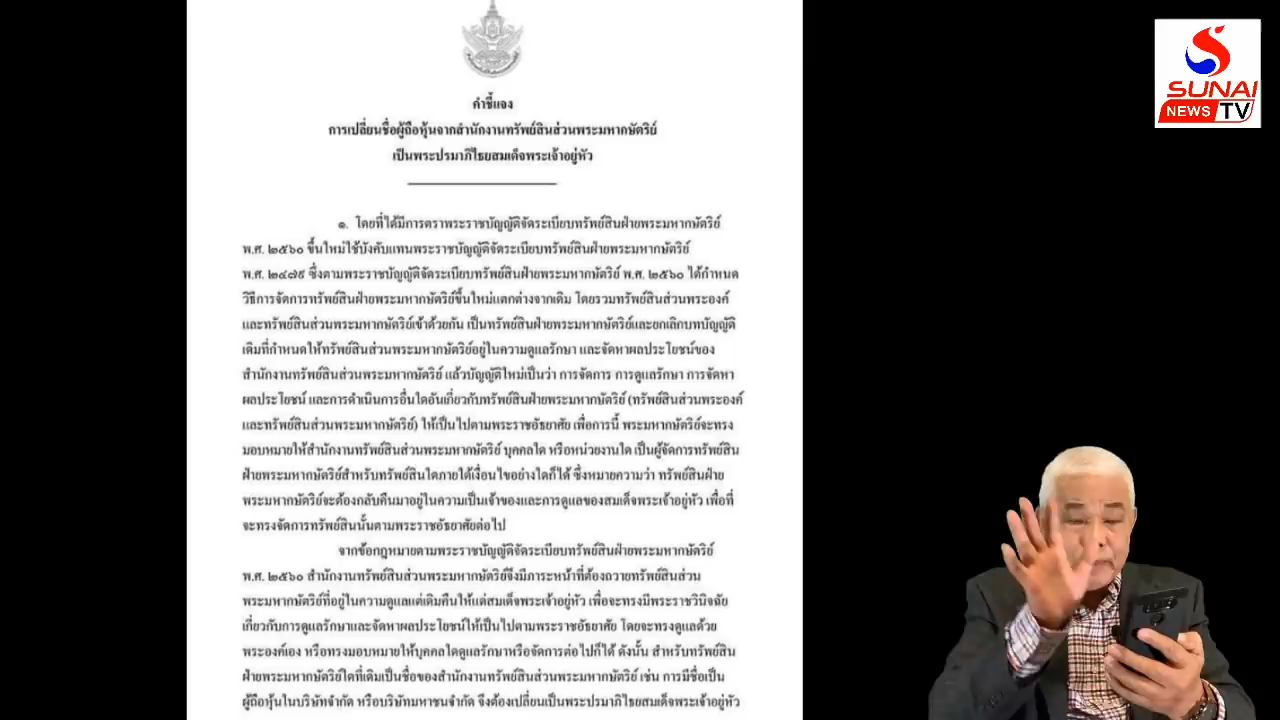 คำชี้แจง
การเปลี่ยนชื่อผู้ถือหุ้นจากสำนักงานทรัพย์สินส่วนพระมหากษัตริย์
เป็นพระปรมาภิไธยสมเด็จพระเจ้าอยู่หัว
๑. โดยที่ได้มีการตราพระราชบัญญัติจัดระเบียบทรัพย์สินฝ่ายพระมหากษัตริย์
พ.ศ. ๒๕๖๐ ขึ้นใหม่ใช้บังคับแทนพระราชบัญญัติจัดระเบียบทรัพย์สินฝ่ายพระมหากษัตริย์
พ.ศ. ๒๔๗๙ ซึ่งตามพระราชบัญญัติจัดระเบียบทรัพย์สินฝ่ายพระมหากษัตริย์ พ.ศ. ๒๕๖๐ ได้กำหนด
วิธีการจัดการทรัพย์สินฝ่ายพระมหากษัตริย์ขึ้นใหม่แตกต่างจากเดิม โดยรวมทรัพย์สินส่วนพระองค์
และทรัพย์สินส่วนพระมหากษัตริย์เข้าด้วยกัน เป็นทรัพย์สินฝ่ายพระมหากษัตริย์และยกเลิกบทบัญญัติ
เดิมที่กำหนดให้ทรัพย์สินส่วนพระมหากษัตริย์อยู่ในความดูแลรักษา และจัดหาผลประโยชน์ของ
สำนักงานทรัพย์สินส่วนพระมหากษัตริย์ แล้วบัญญัติใหม่เป็นว่า การจัดการ การดูแลรักษา การจัดหา
ผลประโยชน์ และการดำเนินการอื่นใดอันเกี่ยวกับทรัพย์สินฝ่ายพระมหากษัตริย์ (ทรัพย์สินส่วนพระองค์
และทรัพย์สินส่วนพระมหากษัตริย์) ให้เป็นไปตามพระราชอัธยาศัย เพื่อการนี้ พระมหากษัตริย์จะทรง
มอบหมายให้สำนักงานทรัพย์สินส่วนพระมหากษัตริย์ บุคคลใด หรือหน่วยงานใด เป็นผู้จัดการทรัพย์สิน
ฝ่ายพระมหากษัตริย์สำหรับทรัพย์สินใดภายใต้เงื่อนไขอย่างใดก็ได้ ซึ่งหมายความว่า ทรัพย์สินฝ่าย
พระมหากษัตริย์จะต้องกลับคืนมาอยู่ในความเป็นเจ้าของและการดูแลของสมเด็จพระเจ้าอยู่หัว เพื่อที่
จะทรงจัดการทรัพย์สินนั้นตามพระราชอัธยาศัยต่อไป
จากข้อกฎหมายตามพระราชบัญญัติจัดระเบียบทรัพย์สินฝ่ายพระมหากษัตริย์
พ.ศ. ๒๕๖๐ สำนักงานทรัพย์สินส่วนพระมหากษัตริย์จึงมีภาระหน้าที่ต้องถวายทรัพย์สินส่วน
พระมหากษัตริย์ที่อยู่ในความดูแลแต่เดิมคืนให้แด่สมเด็จพระเจ้าอยู่หัว เพื่อจะทรงมีพระราชวินิจฉัย
เกี่ยวกับการดูแลรักษาและจัดหาผลประโยชน์ให้เป็นไปตามพระราชอัธยาศัย โดยจะทรงดูแลด้วย
พระองค์เอง หรือทรงมอบหมายให้บุคคลใดดูแลรักษาหรือจัดการต่อไปก็ได้ ดังนั้น สำหรับทรัพย์สิน
ฝ่ายพระมหากษัตริย์ใดที่เดิมเป็นชื่อของสำนักงานทรัพย์สินส่วนพระมหากษัตริย์ เช่น การมีชื่อเป็น
ผู้ถือหุ้นในบริษัทจำกัด หรือบริษัทมหาชนจำกัด จึงต้องเปลี่ยนเป็นพระปรมาภิไธยสมเด็จพระเจ้าอยู่หัว
SUNAI
NEWS TV